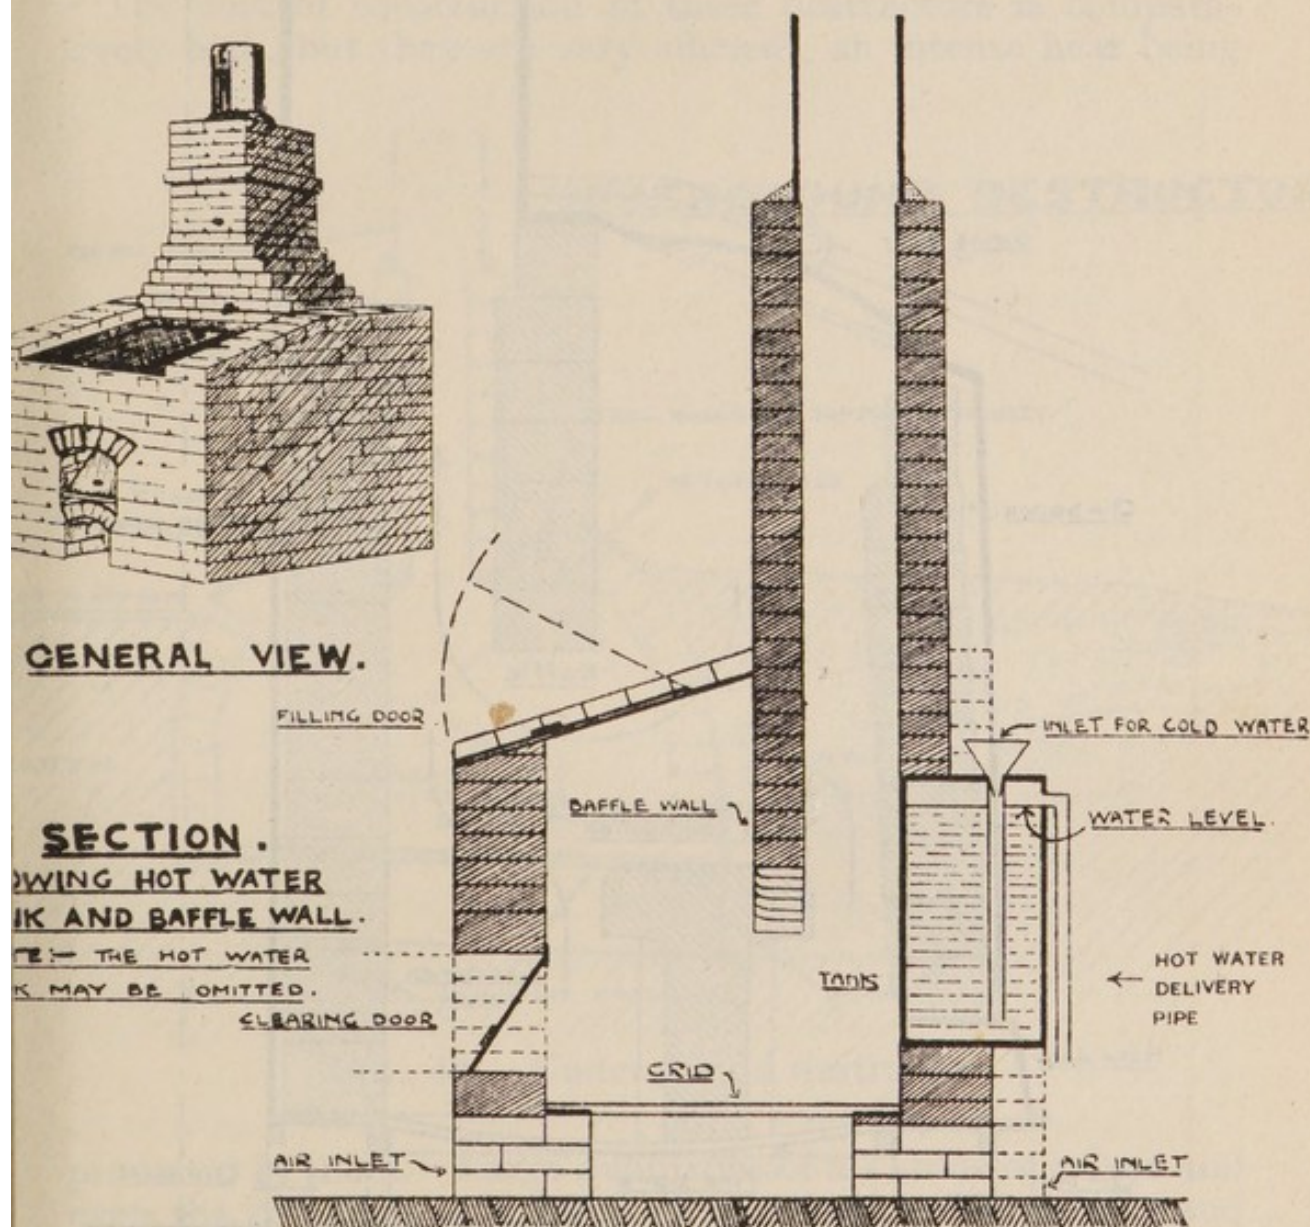 GENERAL VIEW.
FILLING DOOR
INLET FOR COLD WATER
BAFFLE WALL
WATER LEVEL.
SECTION.
OWING HOT WATER
NK AND BAFFLE WALL.
TE:- THE HOT WATER
K MAY BE OMITTED.
CLEARING DOOR
TANK
HOT WATER
DELIVERY
PIPE
GRID
AIR INLET
AIR INLET